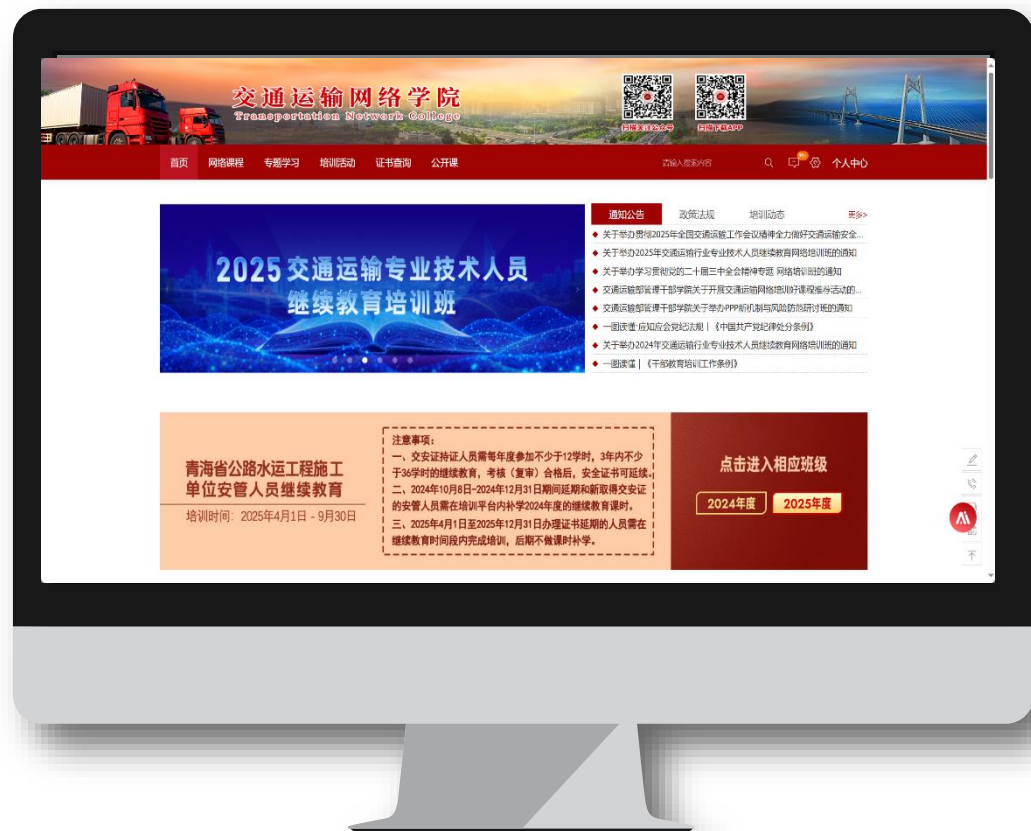 交通运输网络学院
Transportation Network College
扫描关注公众号
扫描下载APP
首页 网络课程 专题学习 培训活动 证书查询 公开课
请输入搜索内容
个人中心
2025 交通运输专业技术人员
继续教育培训班
通知公告 政策法规 培训动态 更多>
关于举办贯彻2025年全国交通运输工作会议精神全力做好交通运输安全...
关于举办2025年交通运输行业专业技术人员继续教育网络培训班的通知
关于举办学习贯彻党的二十届三中全会精神专题 网络培训班的通知
交通运输部管理干部学院关于开展交通运输网络培训好课程推荐活动的...
交通运输部管理干部学院关于举办PPP新机制与风险防范研讨班的通知
一图读懂·应知应会党纪法规丨《中国共产党纪律处分条例》
关于举办2024年交通运输行业专业技术人员继续教育网络培训班的通知
一图读懂丨《干部教育培训工作条例》
青海省公路水运工程施工
单位安管人员继续教育
培训时间：2025年4月1日 - 9月30日
注意事项：
一、交安证持证人员需每年度参加不少于12学时，3年内不少
于36学时的继续教育，考核（复审）合格后，安全证书可延续。
二、2024年10月8日-2024年12月31日期间延期和新取得交安证
的安管人员需在培训平台内补学2024年度的继续教育课时。
三、2025年4月1日至2025年12月31日办理证书延期的人员需在
继续教育时间段内完成培训，后期不做课时补学。
点击进入相应班级
2024年度 2025年度